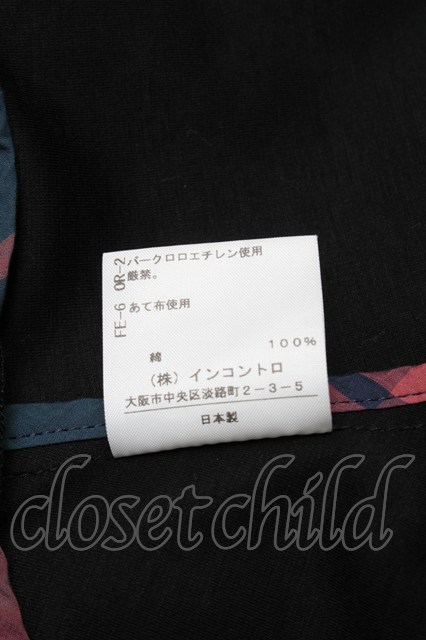 OR-2 パークロロエチレン使用
厳禁。
FE-6 あて布使用
綿 100%
(株)インコントロ
大阪市中央区淡路町2-3-5
日本製
closetchild